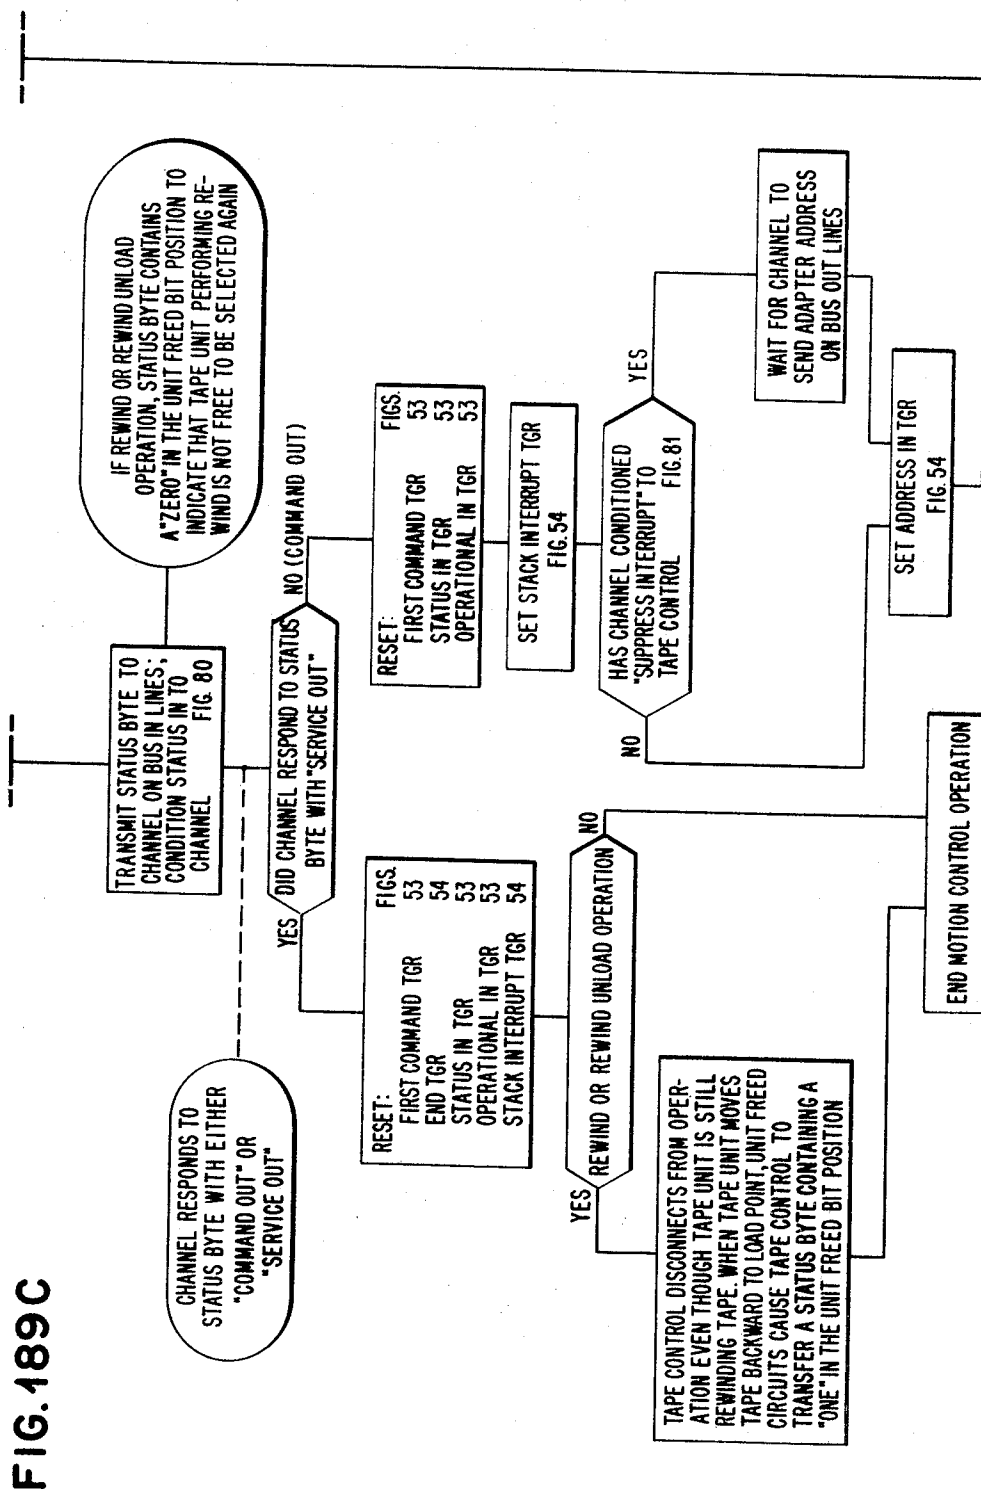 FIG. 189C
TRANSMIT STATUS BYTE TO
CHANNEL ON BUS IN LINES;
CONDITION STATUS IN TO
CHANNEL FIG. 80
IF REWIND OR REWIND UNLOAD
OPERATION, STATUS BYTE CONTAINS
A "ZERO" IN THE UNIT FREED BIT POSITION TO
INDICATE THAT TAPE UNIT PERFORMING RE-
WIND IS NOT FREE TO BE SELECTED AGAIN
CHANNEL RESPONDS TO
STATUS BYTE WITH EITHER
"COMMAND OUT" OR
"SERVICE OUT"
YES
DID CHANNEL RESPOND TO STATUS
BYTE WITH "SERVICE OUT"
NO (COMMAND OUT)
RESET: FIGS.
FIRST COMMAND TGR 53
END TGR 54
STATUS IN TGR 53
OPERATIONAL IN TGR 53
STACK INTERRUPT TGR 54
RESET: FIGS.
FIRST COMMAND TGR 53
STATUS IN TGR 53
OPERATIONAL IN TGR 53
SET STACK INTERRUPT TGR
FIG. 54
YES
REWIND OR REWIND UNLOAD OPERATION
NO
NO
HAS CHANNEL CONDITIONED
"SUPPRESS INTERRUPT" TO
TAPE CONTROL FIG. 81
YES
TAPE CONTROL DISCONNECTS FROM OPER-
ATION EVEN THOUGH TAPE UNIT IS STILL
REWINDING TAPE. WHEN TAPE UNIT MOVES
TAPE BACKWARD TO LOAD POINT, UNIT FREED
CIRCUITS CAUSE TAPE CONTROL TO
TRANSFER A STATUS BYTE CONTAINING A
"ONE" IN THE UNIT FREED BIT POSITION
WAIT FOR CHANNEL TO
SEND ADAPTER ADDRESS
ON BUS OUT LINES
SET ADDRESS IN TGR
FIG. 54
END MOTION CONTROL OPERATION